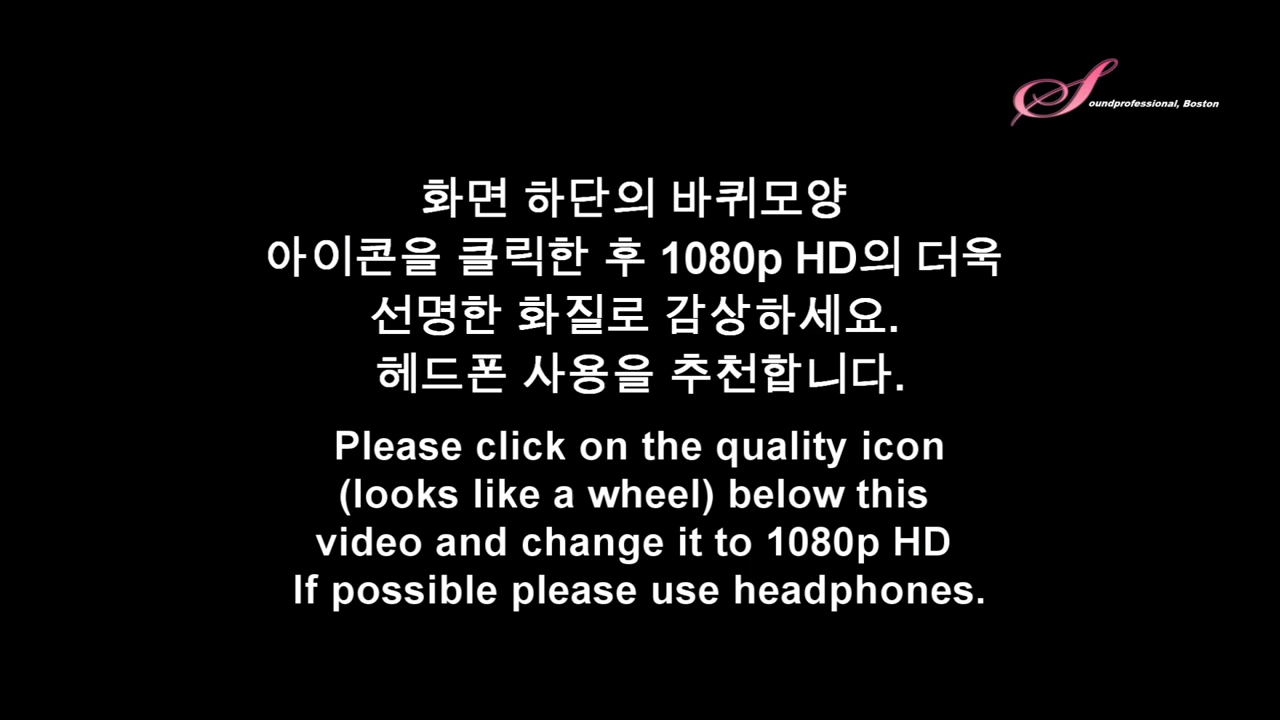 Soundprofessional, Boston
화면 하단의 바퀴모양
아이콘을 클릭한 후 1080p HD의 더욱
선명한 화질로 감상하세요.
헤드폰 사용을 추천합니다.
Please click on the quality icon
(looks like a wheel) below this
video and change it to 1080p HD
If possible please use headphones.